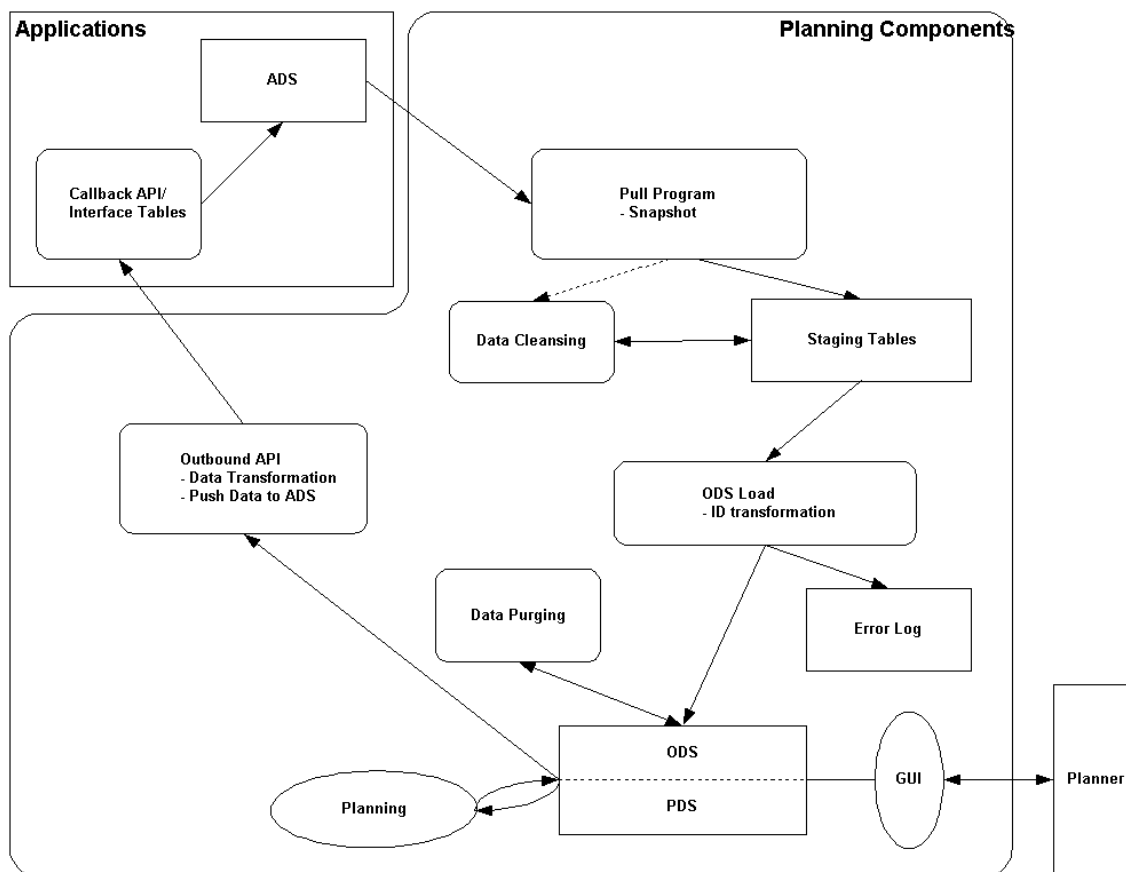 Applications
Planning Components
ADS
Callback API/
Interface Tables
Pull Program
- Snapshot
Data Cleansing
Staging Tables
Outbound API
- Data Transformation
- Push Data to ADS
ODS Load
- ID transformation
Data Purging
Error Log
ODS
PDS
Planning
GUI
Planner